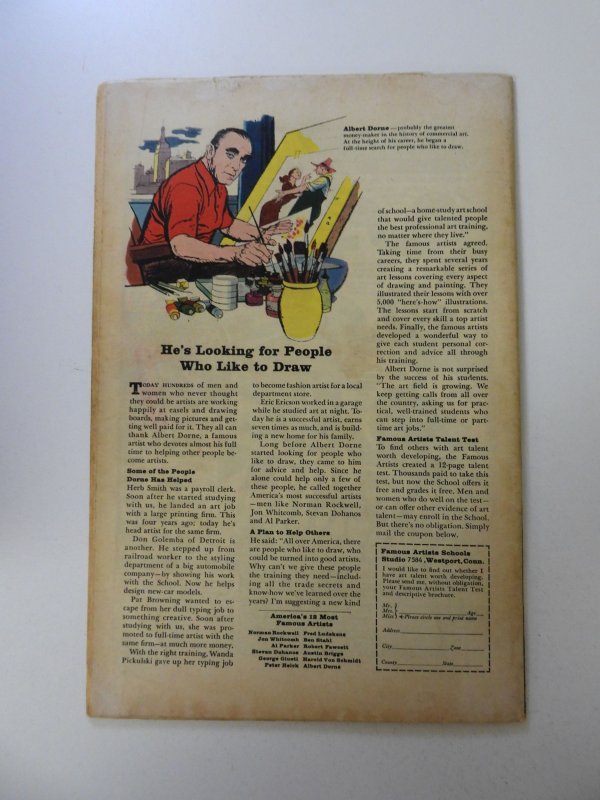 Albert Dorne — probably the greatest
money-maker in the history of commercial art.
At the height of his career, he began a
full-time search for people who like to draw.
He's Looking for People
Who Like to Draw
TODAY HUNDREDS of men and
women who never thought
they could be artists are working
happily at easels and drawing
boards, making pictures and get-
ting well paid for it. They all can
thank Albert Dorne, a famous
artist who devotes almost his full
time to helping other people be-
come artists.
Some of the People
Dorne Has Helped
Herb Smith was a payroll clerk.
Soon after he started studying
with us, he landed an art job
with a large printing firm. This
was four years ago; today he's
head artist for the same firm.
Don Golemba of Detroit is
another. He stepped up from
railroad worker to the styling
department of a big automobile
company—by showing his work
with the School. Now he helps
design new-car models.
Pat Browning wanted to es-
cape from her dull typing job to
something creative. Soon after
studying with us, she was pro-
moted to full-time artist with the
same firm—at much more money.
With the right training, Wanda
Pickulski gave up her typing job
to become fashion artist for a local
department store.
Eric Ericson worked in a garage
while he studied art at night. To-
day he is a successful artist, earns
seven times as much, and is build-
ing a new home for his family.
Long before Albert Dorne
started looking for people who
like to draw, they came to him
for advice and help. Since he
alone could help only a few of
these people, he called together
America's most successful artists
—men like Norman Rockwell,
Jon Whitcomb, Stevan Dohanos
and Al Parker.
A Plan to Help Others
He said: "All over America, there
are people who like to draw, who
could be turned into good artists.
Why can't we give these people
the training they need—includ-
ing all the trade secrets and
know-how we've learned over the
years? I'm suggesting a new kind
America's 12 Most
Famous Artists
Norman Rockwell Fred Ludekens
Jon Whitcomb Ben Stahl
Al Parker Robert Fawcett
Stevan Dohanos Austin Briggs
George Giusti Harold Von Schmidt
Peter Helck Albert Dorne
of school—a home-study art school
that would give talented people
the best professional art training,
no matter where they live."
The famous artists agreed.
Taking time from their busy
careers, they spent several years
creating a remarkable series of
art lessons covering every aspect
of drawing and painting. They
illustrated their lessons with over
5,000 "here's-how" illustrations.
The lessons start from scratch
and cover every skill a top artist
needs. Finally, the famous artists
developed a wonderful way to
give each student personal cor-
rection and advice all through
his training.
Albert Dorne is not surprised
by the success of his students.
"The art field is growing. We
keep getting calls from all over
the country, asking us for prac-
tical, well-trained students who
can step into full-time or part-
time art jobs."
Famous Artists Talent Test
To find others with art talent
worth developing, the Famous
Artists created a 12-page talent
test. Thousands paid to take this
test, but now the School offers it
free and grades it free. Men and
women who do well on the test—
or can offer other evidence of art
talent—may enroll in the School.
But there's no obligation. Simply
mail the coupon below.
Famous Artists Schools
Studio 7584, Westport, Conn.
I would like to find out whether I
have art talent worth developing.
Please send me, without obligation,
your Famous Artists Talent Test
and descriptive brochure.
Mr.
Mrs. Age
Miss Please circle one and print name
Address
City Zone
County State